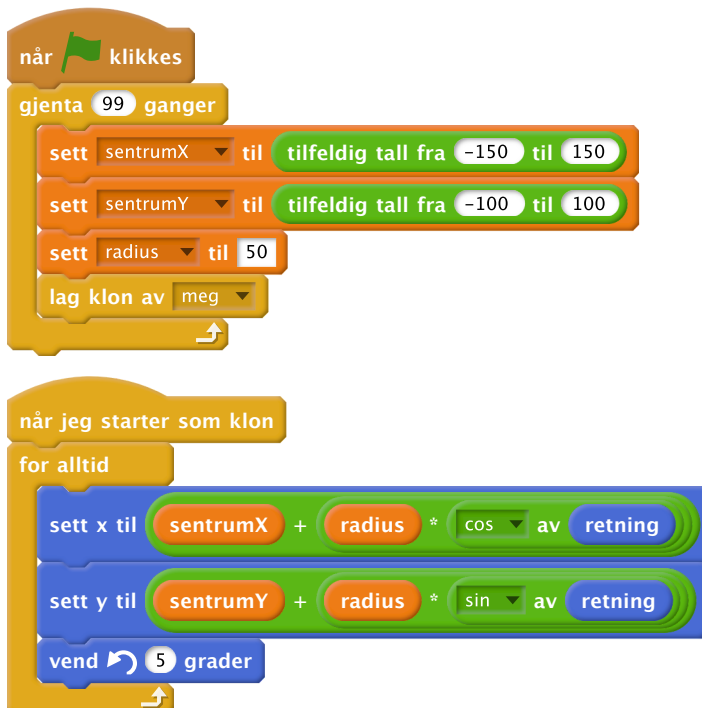 når klikkes
gjenta 99 ganger
sett sentrumX til tilfeldig tall fra -150 til 150
sett sentrumY til tilfeldig tall fra -100 til 100
sett radius til 50
lag klon av meg
når jeg starter som klon
for alltid
sett x til sentrumX + radius * cos av retning
sett y til sentrumY + radius * sin av retning
vend 5 grader